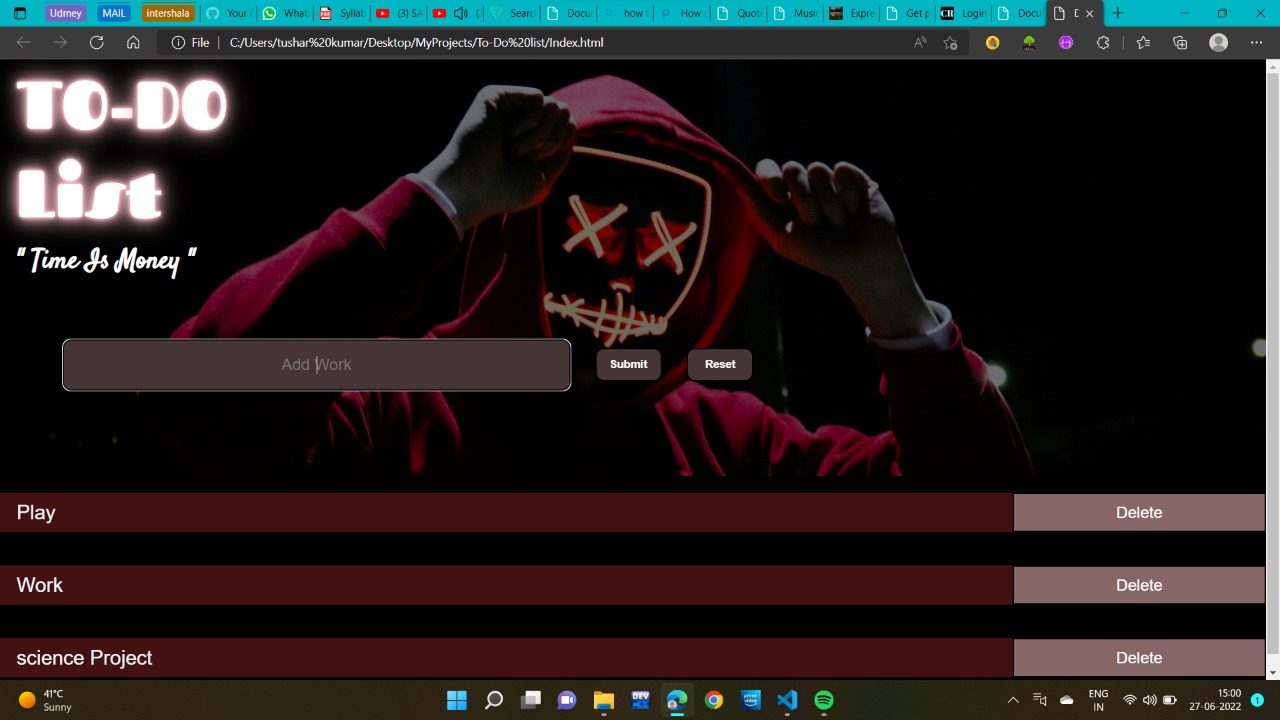 Udmey MAIL intershala Your What Syllab (3) SA Searc Docu how t How Quot Music Expre Get p Login Docu D
File C:/Users/tushar%20kumar/Desktop/MyProjects/To-Do%20list/Index.html
TO-DO
List
" Time Is Money "
Add Work Submit Reset
Play Delete
Work Delete
science Project Delete
41°C ENG 15:00
Sunny IN 27-06-2022 1